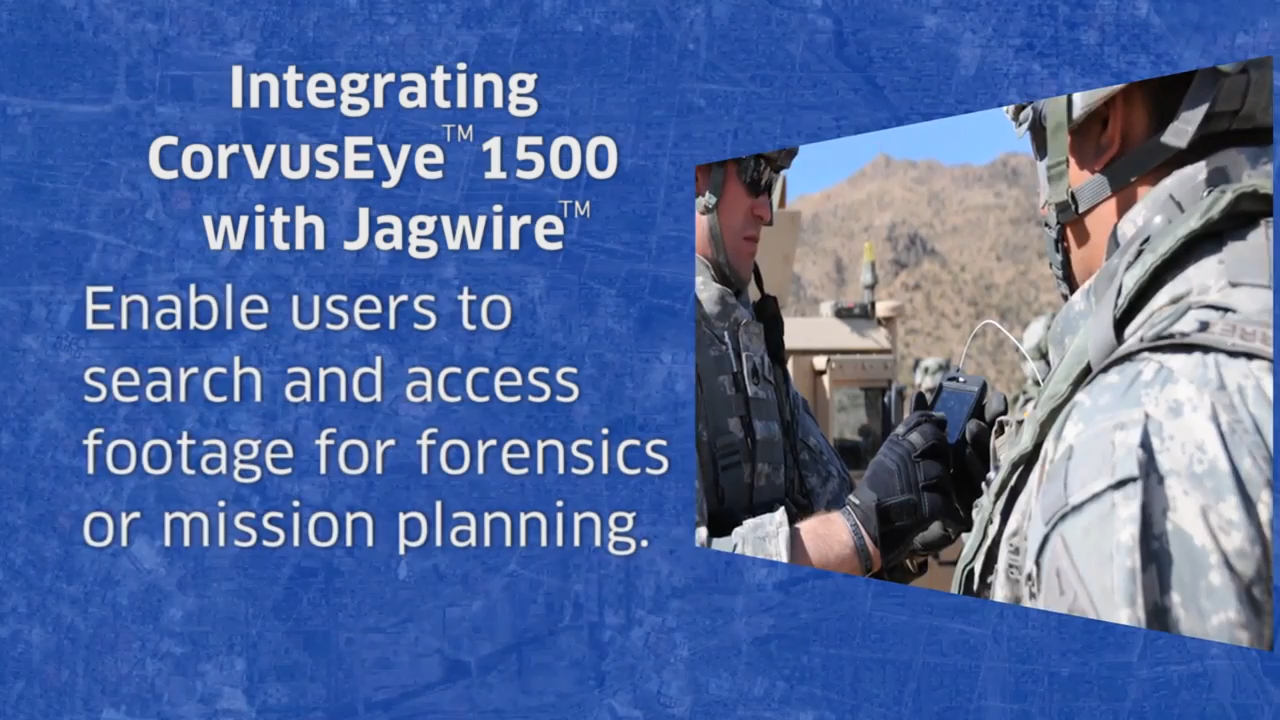 Integrating
CorvusEye™ 1500
with Jagwire™
Enable users to
search and access
footage for forensics
or mission planning.